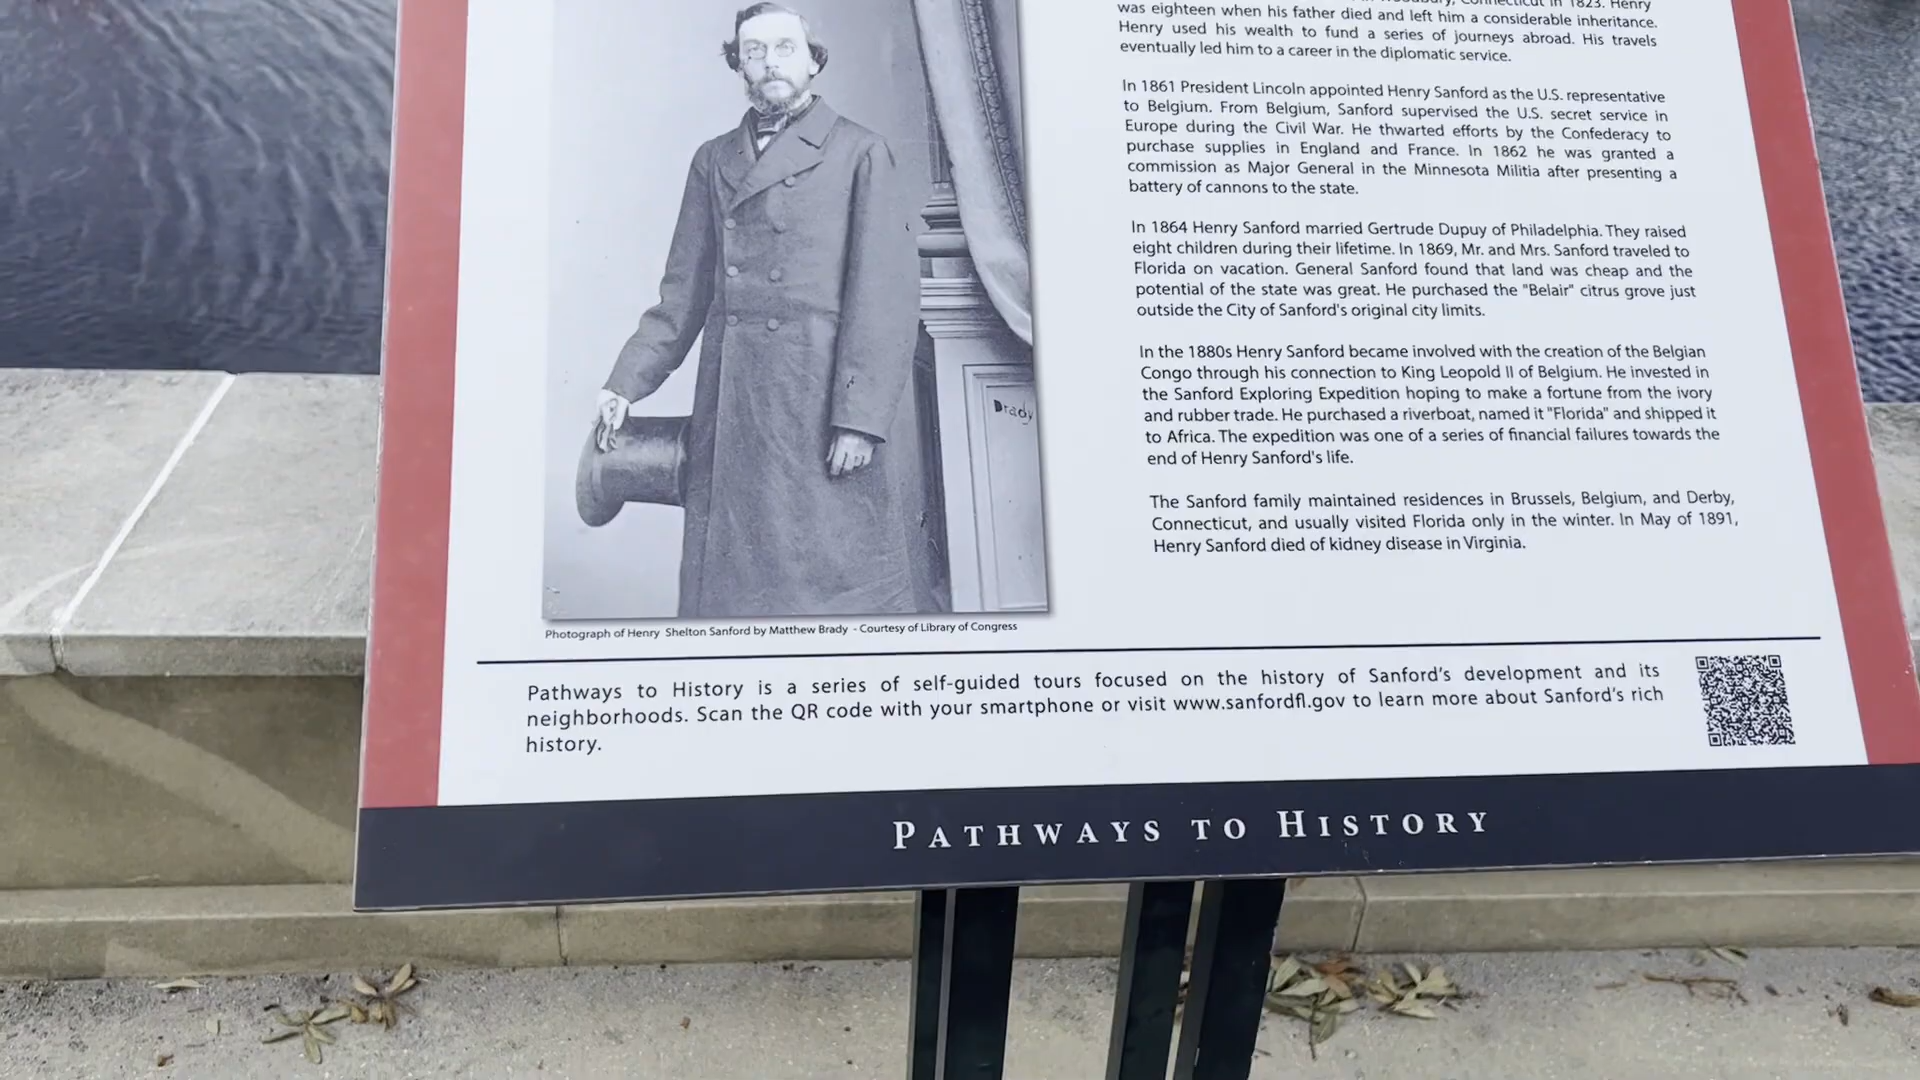 Connecticut in 1823. Henry
was eighteen when his father died and left him a considerable inheritance.
Henry used his wealth to fund a series of journeys abroad. His travels
eventually led him to a career in the diplomatic service.
In 1861 President Lincoln appointed Henry Sanford as the U.S. representative
to Belgium. From Belgium, Sanford supervised the U.S. secret service in
Europe during the Civil War. He thwarted efforts by the Confederacy to
purchase supplies in England and France. In 1862 he was granted a
commission as Major General in the Minnesota Militia after presenting a
battery of cannons to the state.
In 1864 Henry Sanford married Gertrude Dupuy of Philadelphia. They raised
eight children during their lifetime. In 1869, Mr. and Mrs. Sanford traveled to
Florida on vacation. General Sanford found that land was cheap and the
potential of the state was great. He purchased the "Belair" citrus grove just
outside the City of Sanford's original city limits.
In the 1880s Henry Sanford became involved with the creation of the Belgian
Congo through his connection to King Leopold II of Belgium. He invested in
the Sanford Exploring Expedition hoping to make a fortune from the ivory
and rubber trade. He purchased a riverboat, named it "Florida" and shipped it
to Africa. The expedition was one of a series of financial failures towards the
end of Henry Sanford's life.
The Sanford family maintained residences in Brussels, Belgium, and Derby,
Connecticut, and usually visited Florida only in the winter. In May of 1891,
Henry Sanford died of kidney disease in Virginia.
Brady
Photograph of Henry Shelton Sanford by Matthew Brady - Courtesy of Library of Congress
Pathways to History is a series of self-guided tours focused on the history of Sanford's development and its
neighborhoods. Scan the QR code with your smartphone or visit www.sanfordfl.gov to learn more about Sanford's rich
history.
PATHWAYS TO HISTORY